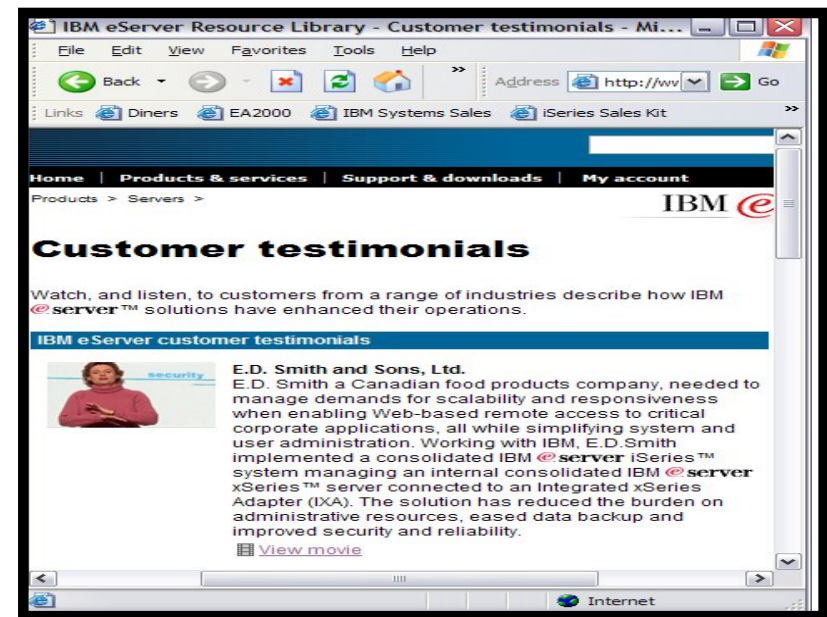 IBM eServer Resource Library - Customer testimonials - Mi...
File Edit View Favorites Tools Help
Back » Address http://wv Go
Links Diners EA2000 IBM Systems Sales iSeries Sales Kit »
Home | Products & services | Support & downloads | My account
Products > Servers >
IBM e
Customer testimonials
Watch, and listen, to customers from a range of industries describe how IBM
eserver™ solutions have enhanced their operations.
IBM eServer customer testimonials
security
E.D. Smith and Sons, Ltd.
E.D. Smith a Canadian food products company, needed to
manage demands for scalability and responsiveness
when enabling Web-based remote access to critical
corporate applications, all while simplifying system and
user administration. Working with IBM, E.D.Smith
implemented a consolidated IBM eserver iSeries™
system managing an internal consolidated IBM eserver
xSeries™ server connected to an Integrated xSeries
Adapter (IXA). The solution has reduced the burden on
administrative resources, eased data backup and
improved security and reliability.
View movie
Internet